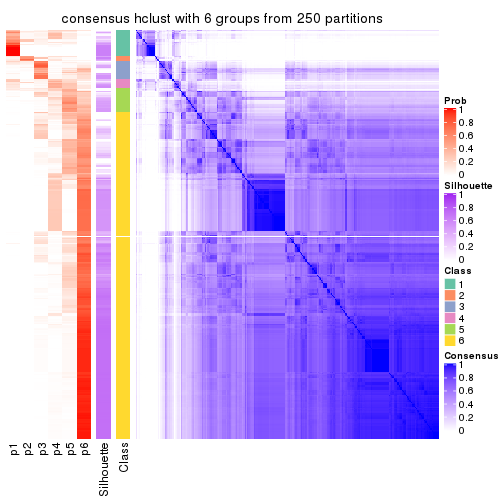 consensus hclust with 6 groups from 250 partitions
Prob
1
0.8
0.6
0.4
0.2
0
Silhouette
1
0.8
0.6
0.4
0.2
0
Class
1
2
3
4
5
6
Consensus
1
0.8
0.6
0.4
0.2
0
p1
p2
p3
p4
p5
p6
Silhouette
Class